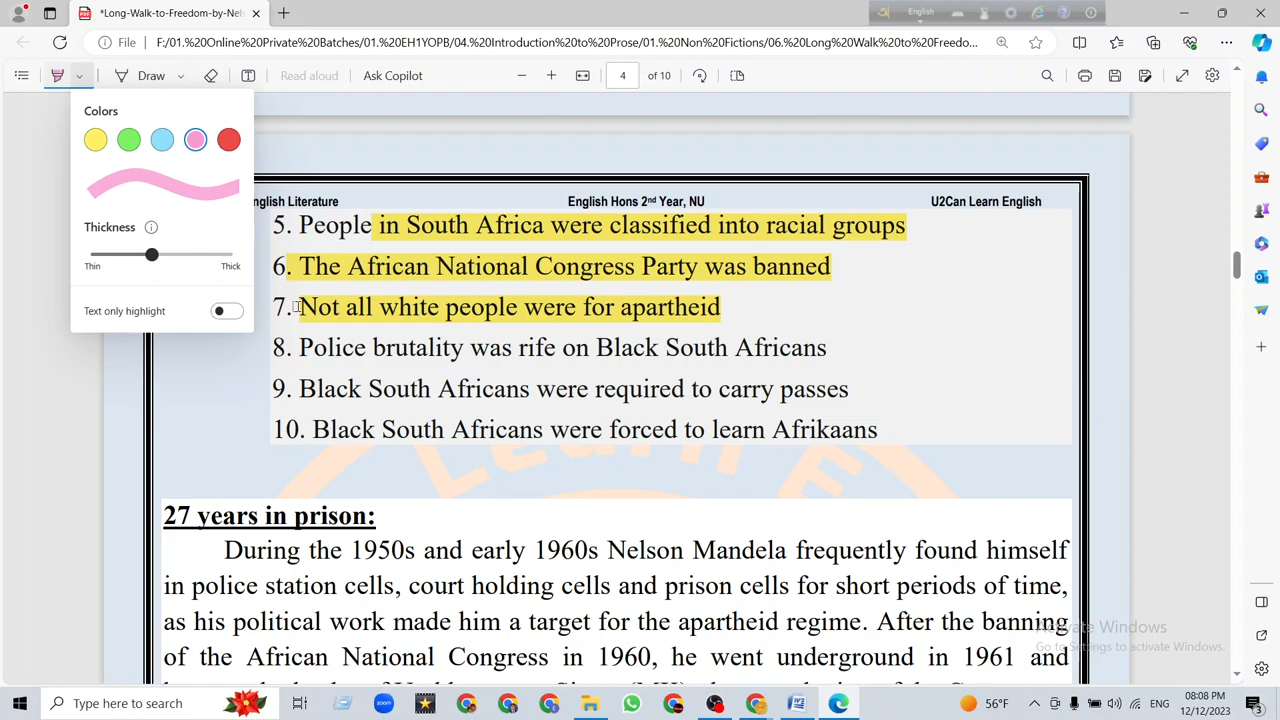 *Long-Walk-to-Freedom-by-Nel
English
File
F:/01.%20Online%20Private%20Batches/01.%20EH1YOPB/04.%20Introduction%20to%20Prose/01.%20Non%20Fictions/06.%20Long%20Walk%20to%20Freedo...
Draw
Read aloud
Ask Copilot
4 of 10
Colors
Thickness
Thin
Thick
Text only highlight
nglish Literature
English Hons 2nd Year, NU
U2Can Learn English
5. People in South Africa were classified into racial groups
6. The African National Congress Party was banned
7. Not all white people were for apartheid
8. Police brutality was rife on Black South Africans
9. Black South Africans were required to carry passes
10. Black South Africans were forced to learn Afrikaans
Learn E
27 years in prison:
During the 1950s and early 1960s Nelson Mandela frequently found himself
in police station cells, court holding cells and prison cells for short periods of time,
as his political work made him a target for the apartheid regime. After the banning
of the African National Congress in 1960, he went underground in 1961 and
Activate Windows
Go to Settings to activate Windows.
Type here to search
56°F
ENG
08:08 PM
12/12/2023
3